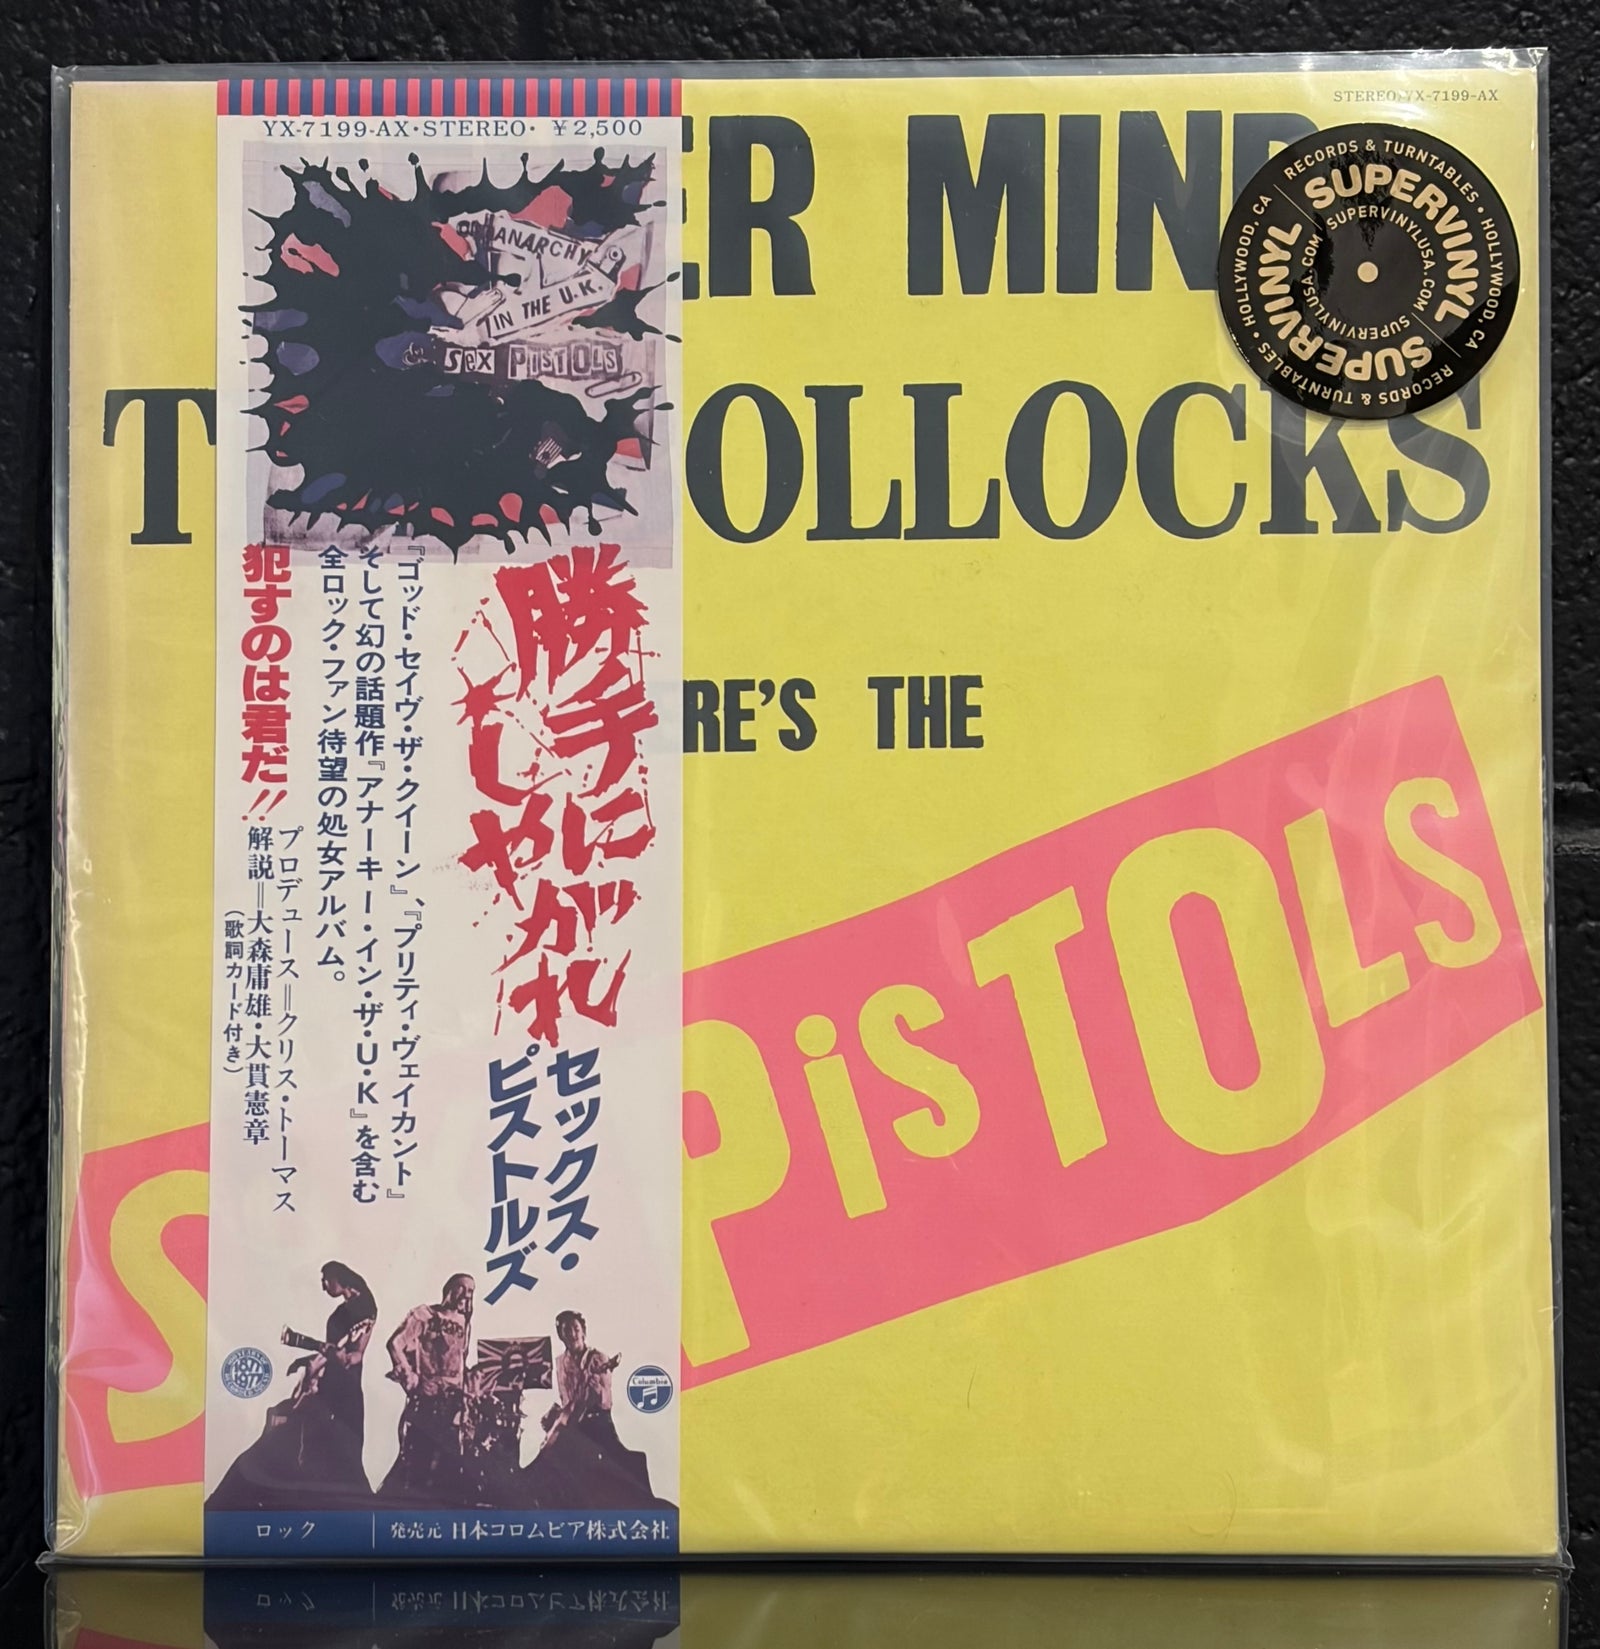 STEREO・YX-7199-AX
YX-7199-AX・STEREO・ ¥2,500
ER MIND
T OLLOCKS
ERE'S THE
S PiSTOLS
ANARCHY
IN THE U.K.
SEX PISTOLS
勝手に
しやがれ
セックス・
ピストルズ
『ゴッド・セイヴ・ザ・クイーン』、『プリティ・ヴェイカント』
そして幻の話題作『アナーキー・イン・ザ・U・K』を含む
全ロック・ファン待望の処女アルバム。
犯すのは君だ!!
プロデュース=クリス・トーマス
解説=大森庸雄・大貫憲章
(歌詞カード付き)
Columbia
ロック
発売元 日本コロムビア株式会社
SUPERVINYL
RECORDS & TURNTABLES・HOLLYWOOD, CA
SUPERVINYLUSA.COM
SUPERVINYL
RECORDS & TURNTABLES・HOLLYWOOD, CA
SUPERVINYLUSA.COM